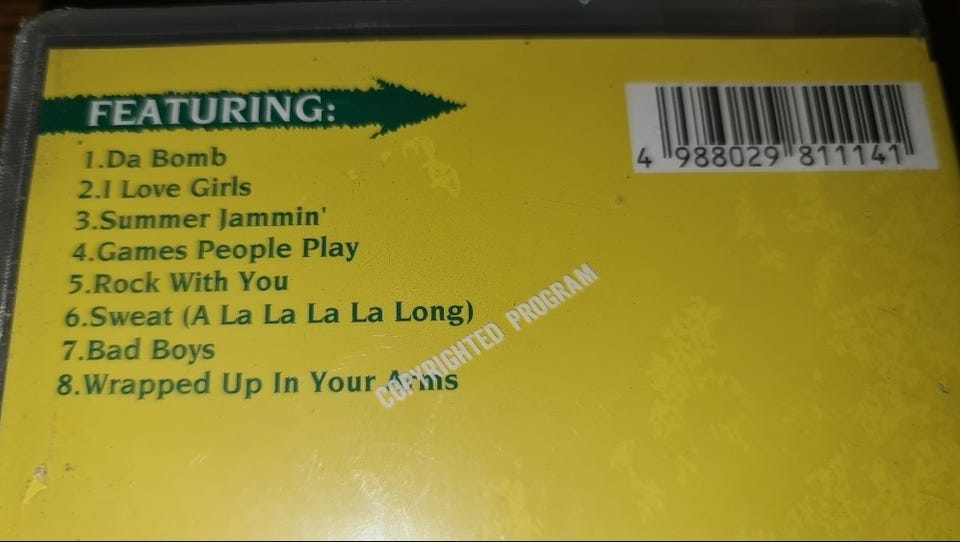 FEATURING:
1.Da Bomb
2.I Love Girls
3.Summer Jammin'
4.Games People Play
5.Rock With You
6.Sweat (A La La La La Long)
7.Bad Boys
8.Wrapped Up In Your Arms
COPYRIGHTED PROGRAM
4 988029 811141